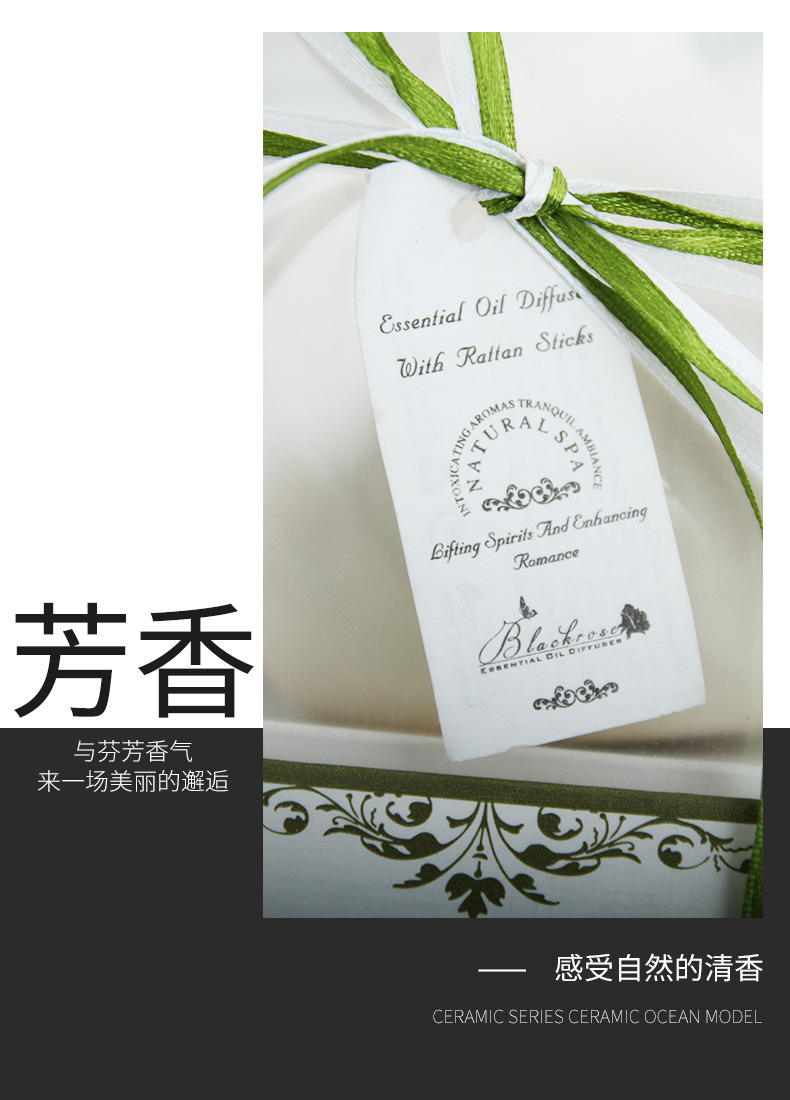 Essential Oil Diffuse
With Rattan Sticks
INTOXICATING AROMAS TRANQUIL AMBIANCE
NATURAL SPA
Lifting Spirits And Enhancing
Romance
Blackrose
ESSENTIAL OIL DIFFUSER
芳香
与芬芳香气
来一场美丽的邂逅
感受自然的清香
CERAMIC SERIES CERAMIC OCEAN MODEL